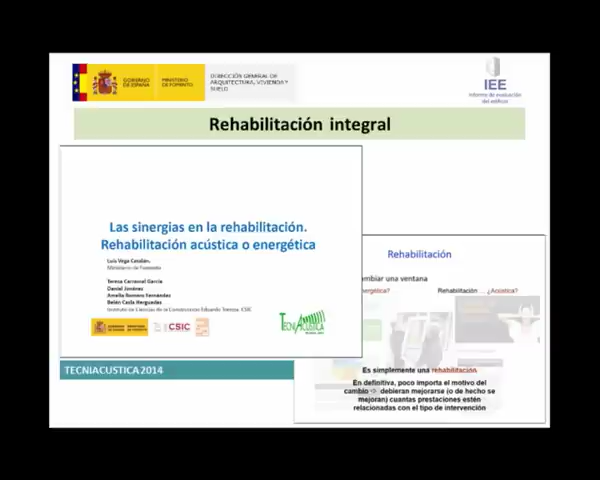 GOBIERNO
DE ESPAÑA
MINISTERIO
DE FOMENTO
DIRECCIÓN GENERAL DE
ARQUITECTURA, VIVIENDA Y
SUELO
IEE
Informe de evaluación
del edificio
Rehabilitación integral
Las sinergias en la rehabilitación.
Rehabilitación acústica o energética
Luis Vega Catalán.
Ministerio de Fomento
Teresa Carrascal García
Daniel Jiménez
Amelia Romero Fernández
Belén Casla Herguedas
Instituto de Ciencias de la Construcción Eduardo Torroja. CSIC
CSIC
TECNIACUSTICA
TECNIACUSTICA 2014
Rehabilitación
mbiar una ventana
nergética?
Rehabilitación ... ¿Acústica?
Es simplemente una rehabilitación
En definitiva, poco importa el motivo del
cambio -> debieran mejorarse (o de hecho se
mejoran) cuantas prestaciones estén
relacionadas con el tipo de intervención